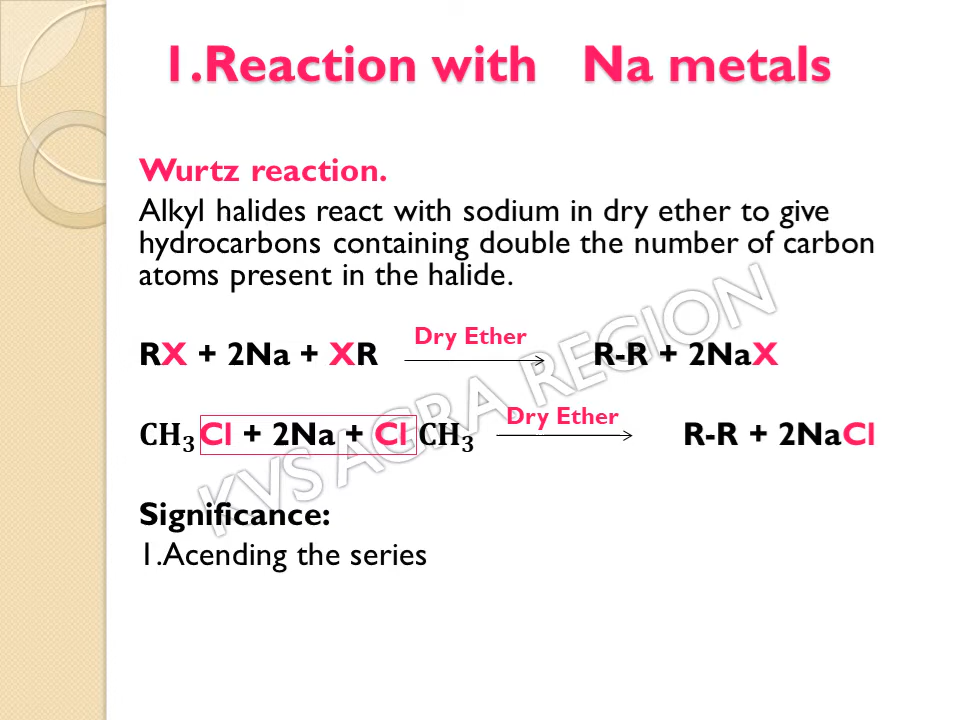 1.Reaction with Na metals
Wurtz reaction.
Alkyl halides react with sodium in dry ether to give
hydrocarbons containing double the number of carbon
atoms present in the halide.
Dry Ether
RX + 2Na + XR R-R + 2NaX
Dry Ether
CH₃ Cl + 2Na + Cl CH₃ R-R + 2NaCl
Significance:
1.Acending the series
KVS AGRA REGION